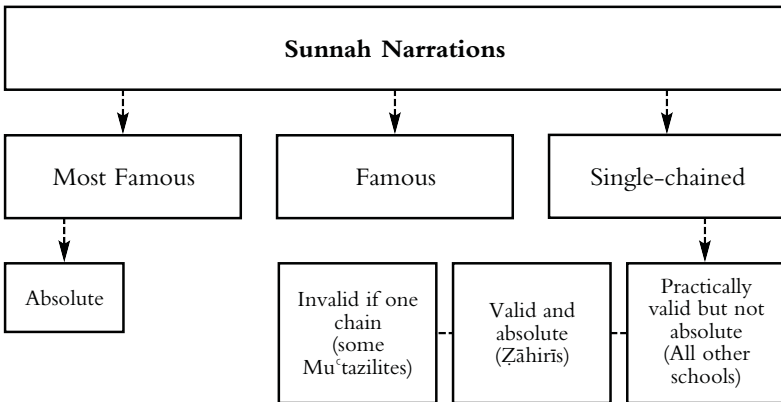 Sunnah Narrations
Most Famous
Famous
Single-chained
Absolute
Invalid if one
chain
(some
Muʿtazilites)
Valid and
absolute
(Ẓāhirīs)
Practically
valid but not
absolute
(All other
schools)